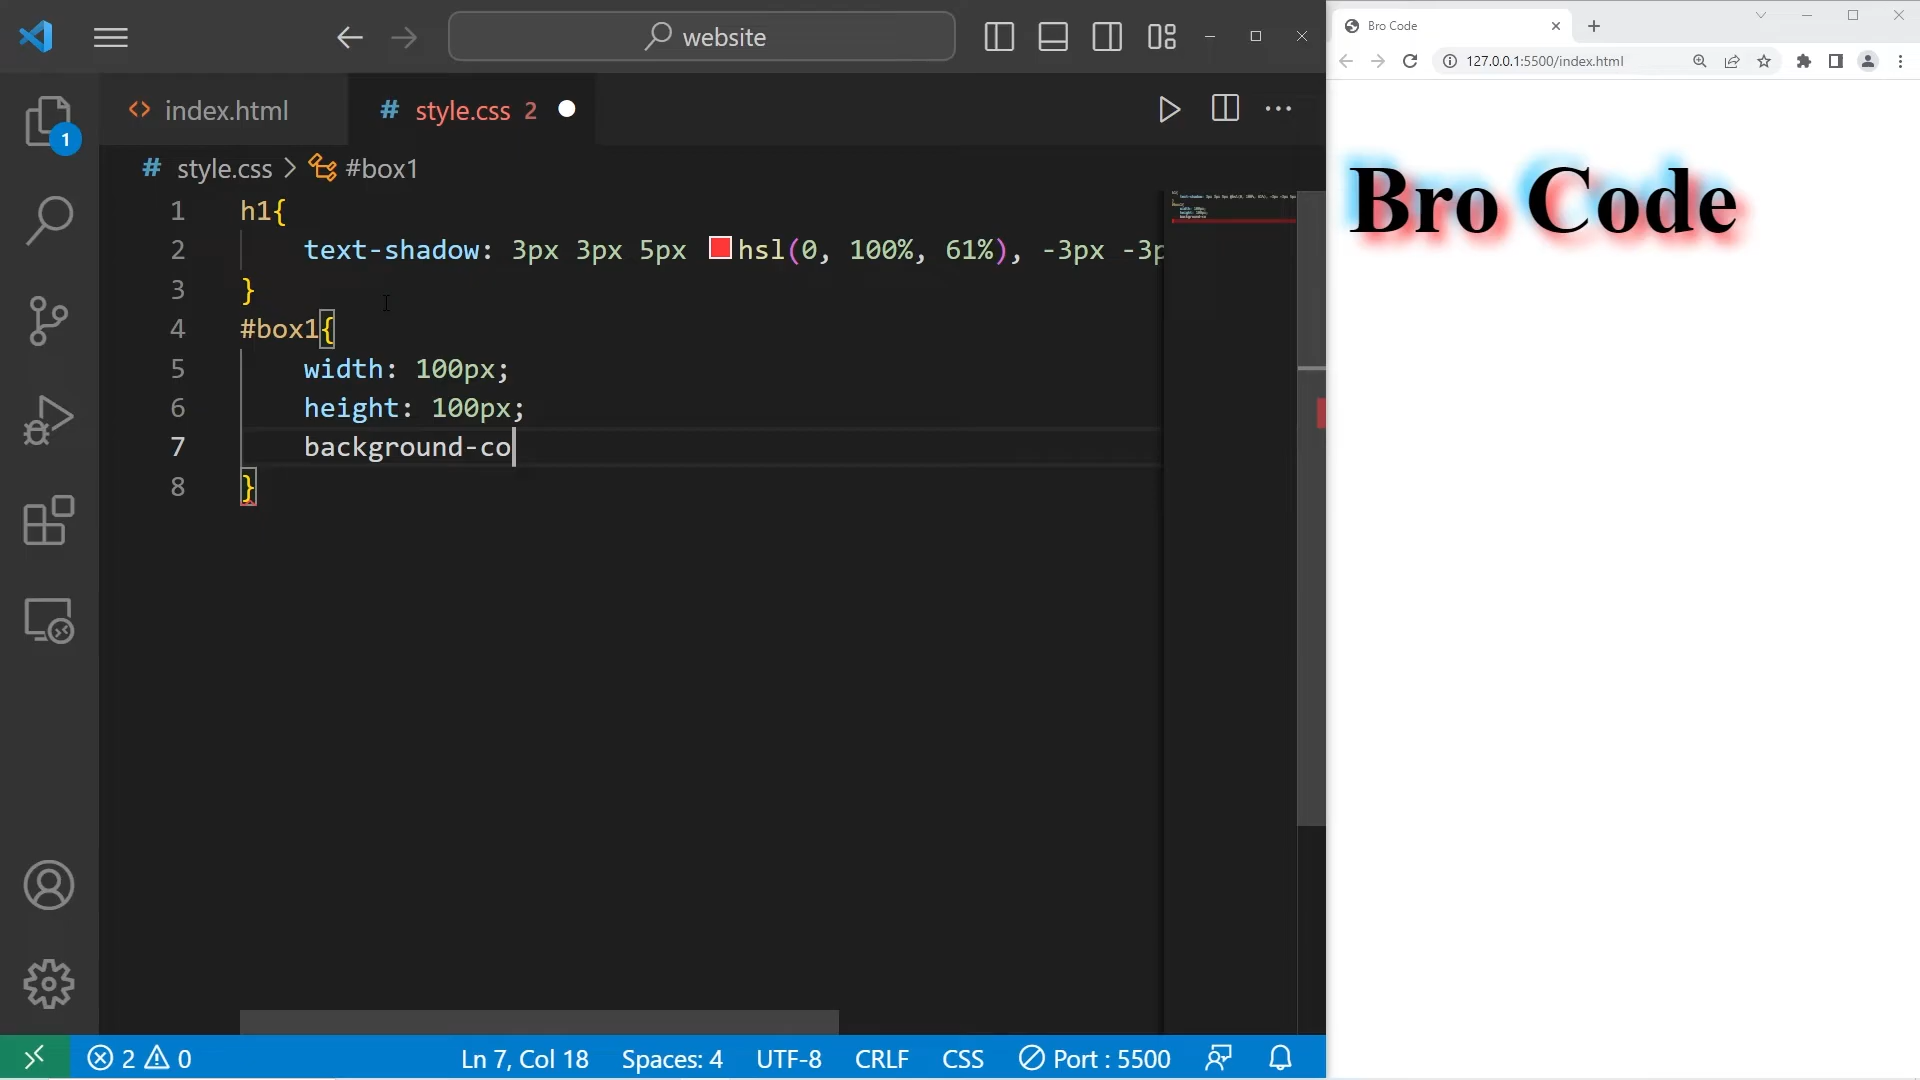 website
index.html
# style.css 2
# style.css > #box1
1 h1{
2 text-shadow: 3px 3px 5px hsl(0, 100%, 61%), -3px -3p
3 }
4 #box1{
5 width: 100px;
6 height: 100px;
7 background-co
8 }
1
2 0 Ln 7, Col 18 Spaces: 4 UTF-8 CRLF CSS Port : 5500
Bro Code
127.0.0.1:5500/index.html
Bro Code